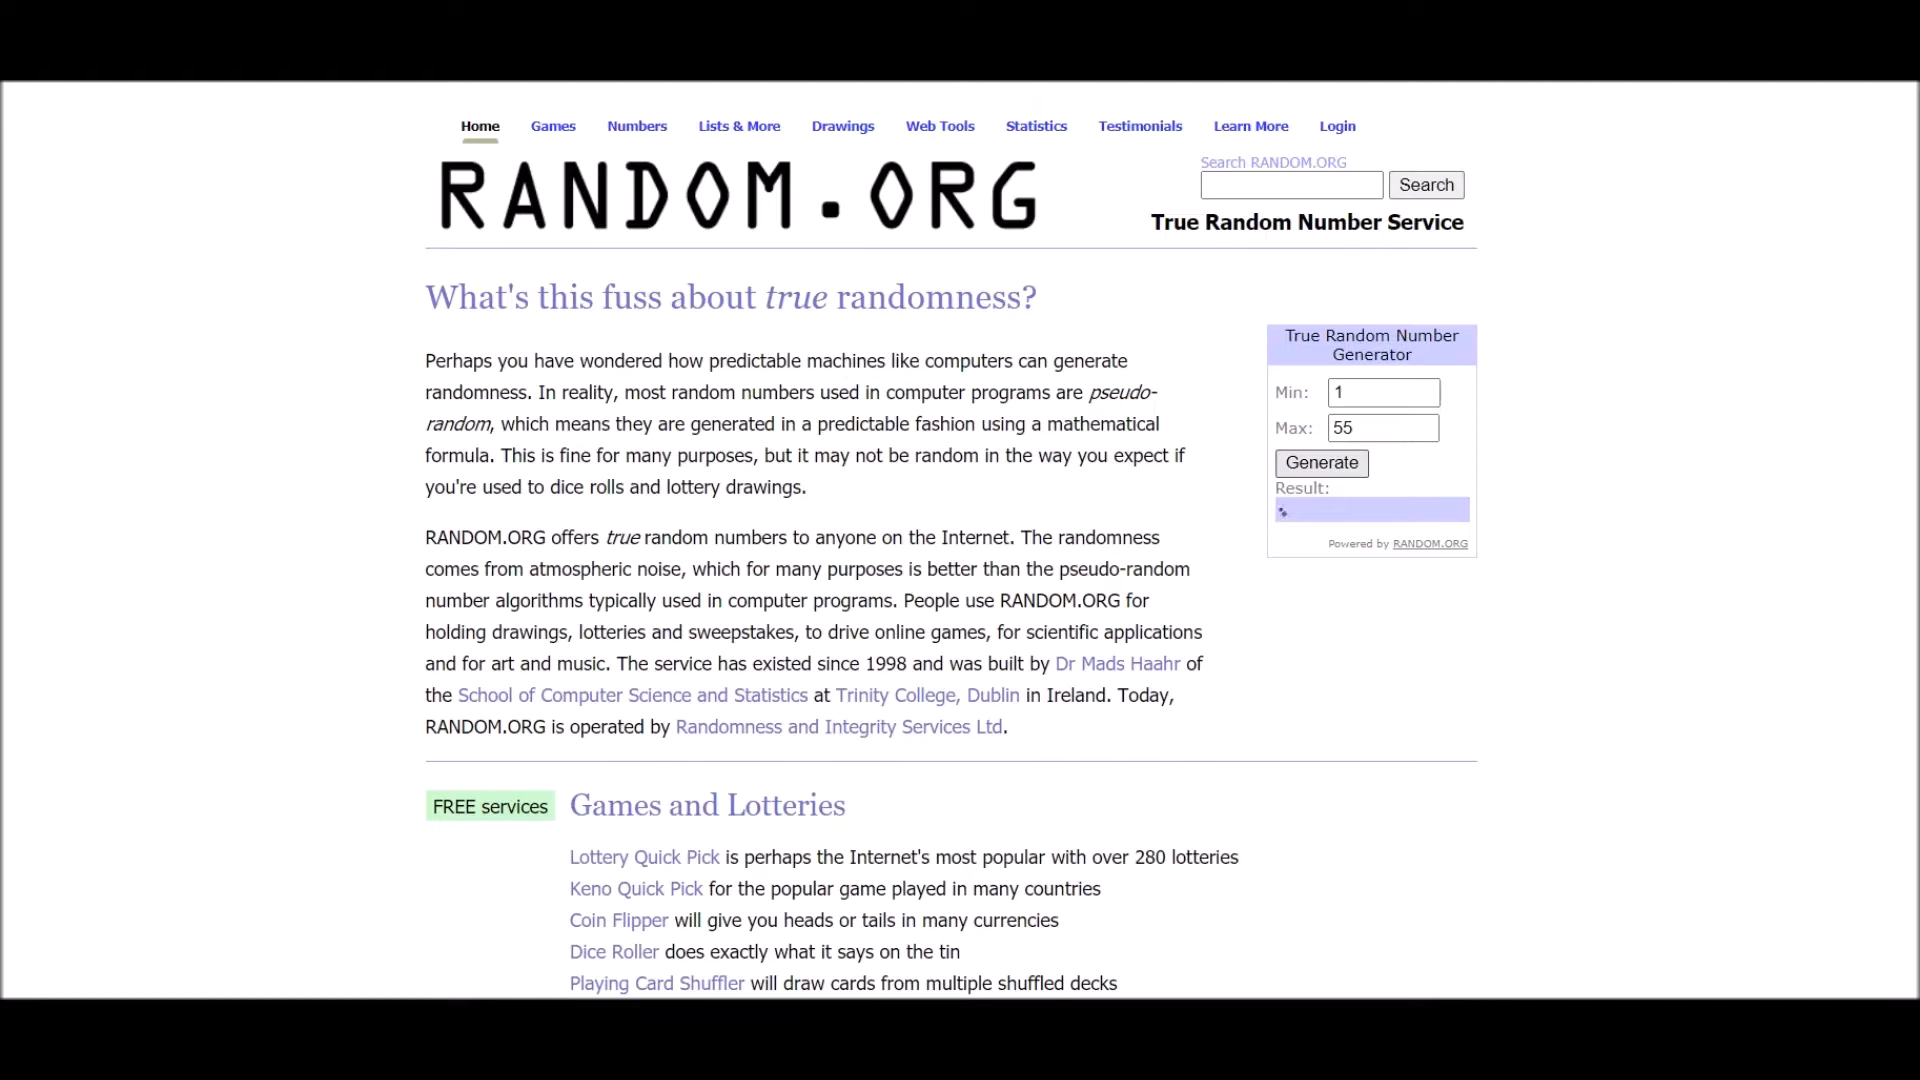 Home Games Numbers Lists & More Drawings Web Tools Statistics Testimonials Learn More Login
RANDOM.ORG
Search RANDOM.ORG
Search
True Random Number Service
What's this fuss about true randomness?
Perhaps you have wondered how predictable machines like computers can generate
randomness. In reality, most random numbers used in computer programs are pseudo-
random, which means they are generated in a predictable fashion using a mathematical
formula. This is fine for many purposes, but it may not be random in the way you expect if
you're used to dice rolls and lottery drawings.
RANDOM.ORG offers true random numbers to anyone on the Internet. The randomness
comes from atmospheric noise, which for many purposes is better than the pseudo-random
number algorithms typically used in computer programs. People use RANDOM.ORG for
holding drawings, lotteries and sweepstakes, to drive online games, for scientific applications
and for art and music. The service has existed since 1998 and was built by Dr Mads Haahr of
the School of Computer Science and Statistics at Trinity College, Dublin in Ireland. Today,
RANDOM.ORG is operated by Randomness and Integrity Services Ltd.
True Random Number
Generator
Min: 1
Max: 55
Generate
Result:
Powered by RANDOM.ORG
FREE services
Games and Lotteries
Lottery Quick Pick is perhaps the Internet's most popular with over 280 lotteries
Keno Quick Pick for the popular game played in many countries
Coin Flipper will give you heads or tails in many currencies
Dice Roller does exactly what it says on the tin
Playing Card Shuffler will draw cards from multiple shuffled decks